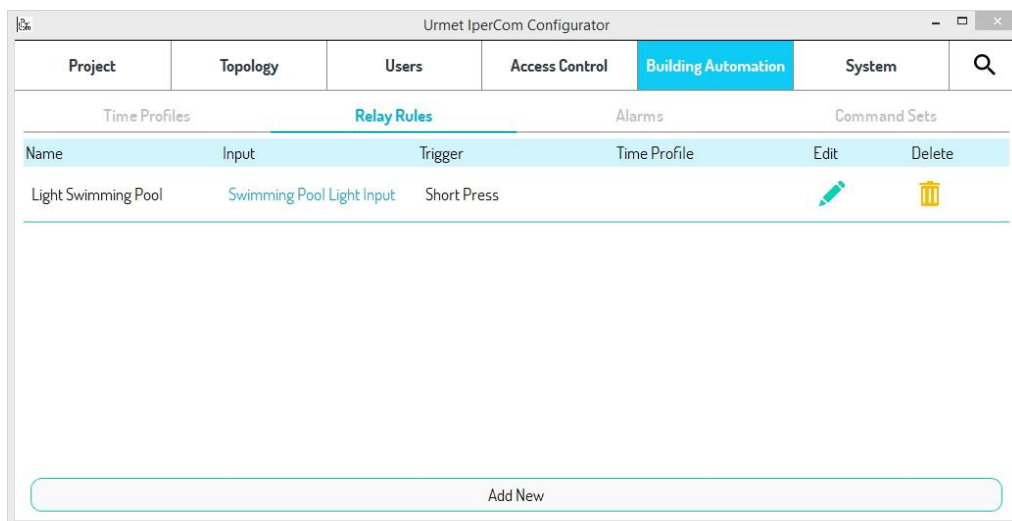 Urmet IperCom Configurator
Project Topology Users Access Control Building Automation System
Time Profiles Relay Rules Alarms Command Sets
Name Input Trigger Time Profile Edit Delete
Light Swimming Pool Swimming Pool Light Input Short Press
Add New